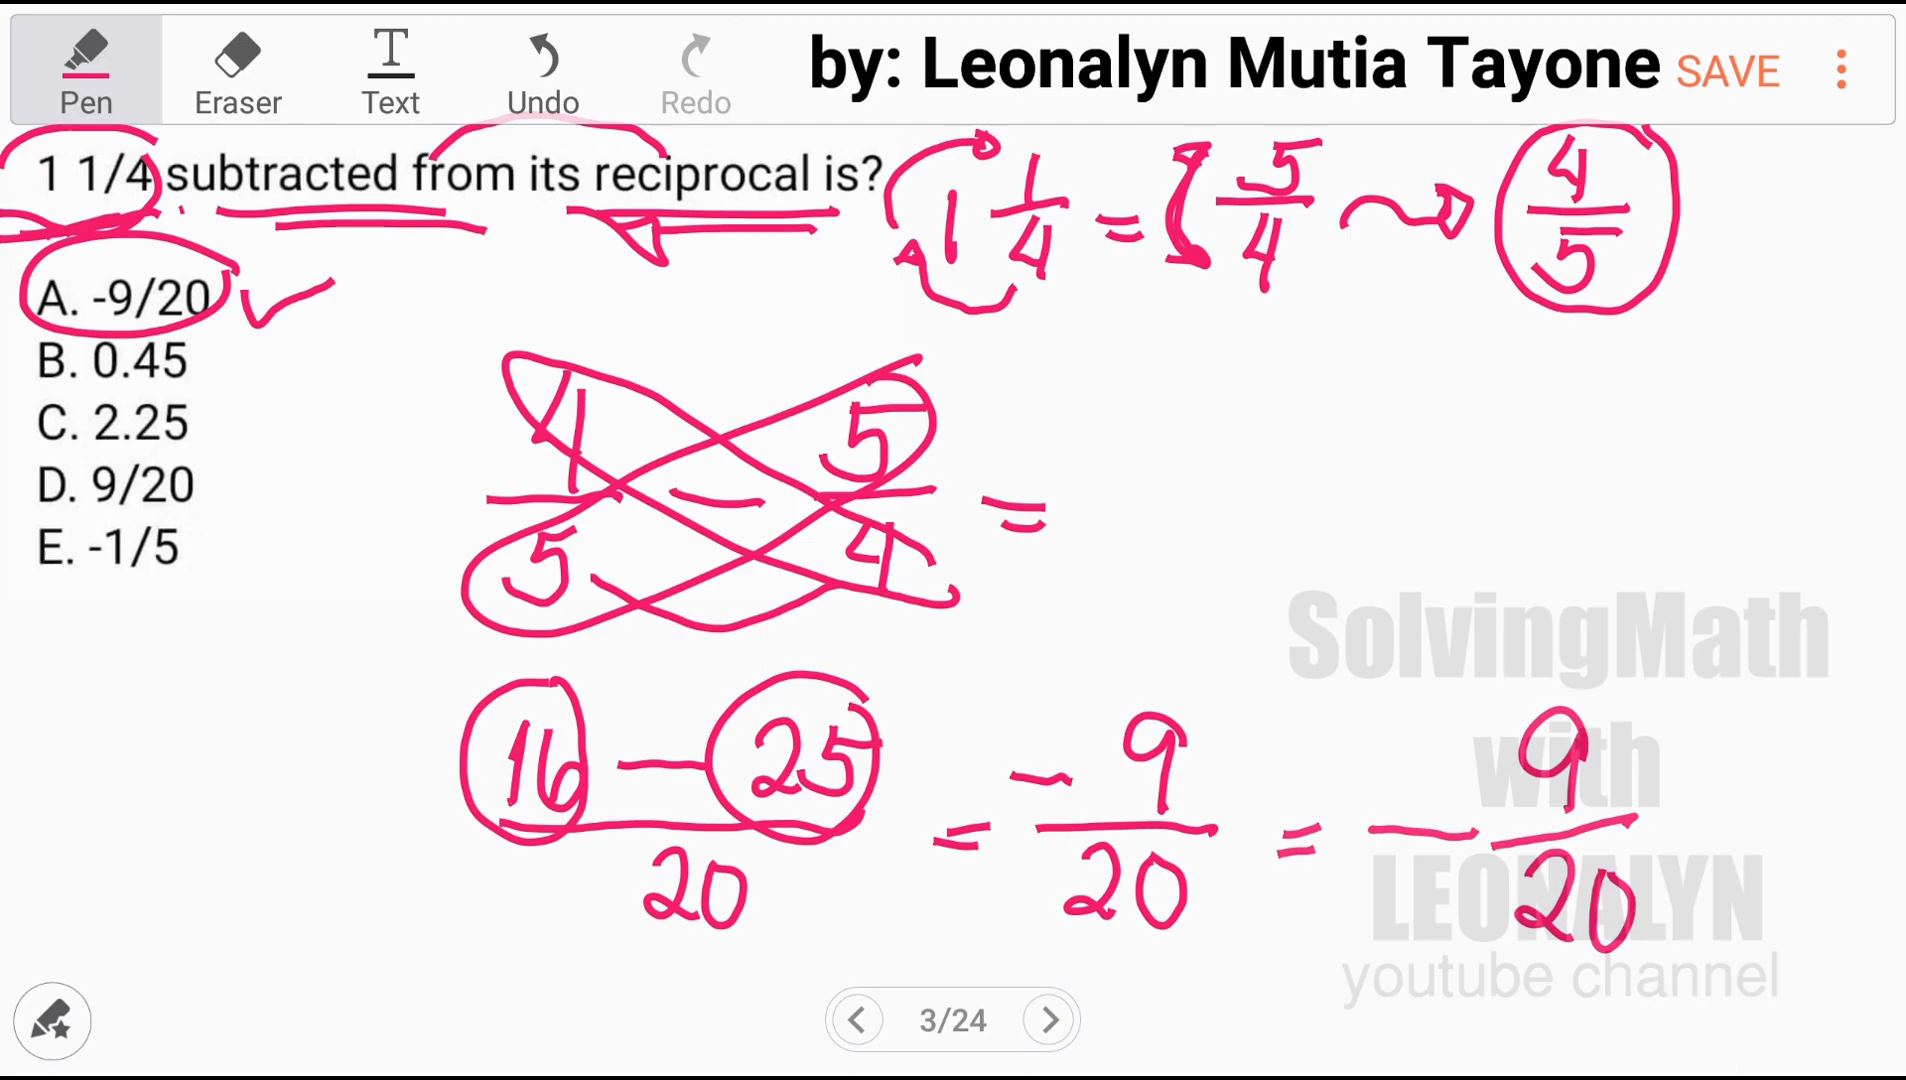 by: Leonalyn Mutia Tayone
SAVE
Pen Eraser Text Undo Redo
1 1/4 subtracted from its reciprocal is?
1 1/4 = 5/4 4/5
A. -9/20
B. 0.45
C. 2.25
D. 9/20
E. -1/5
4/5 - 5/4 =
16 - 25 / 20 = - 9/20 = - 9/20
SolvingMath
with
LEONALYN
youtube channel
3/24